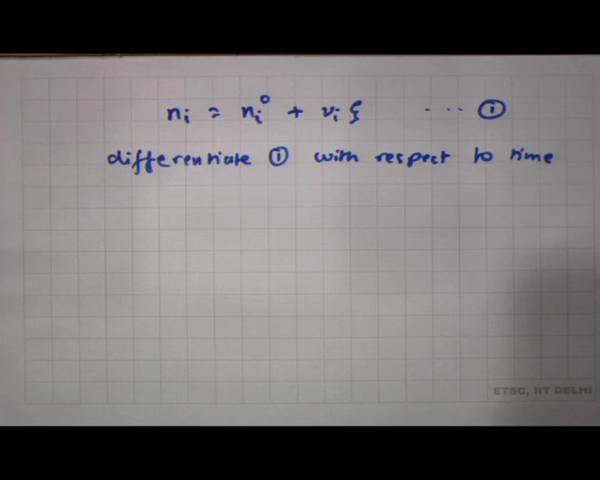 nᵢ = nᵢ⁰ + νᵢ ξ ... ①
differentiate ① with respect to time
ETSC, IIT DELHI